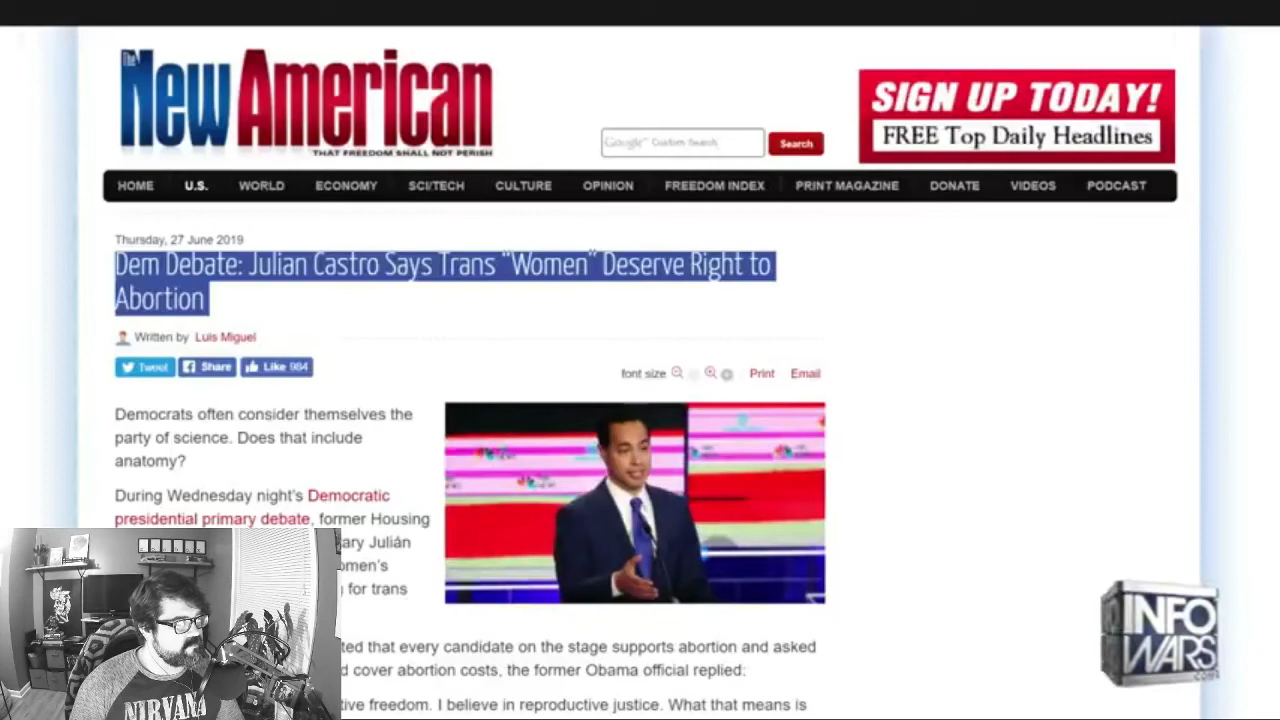 The
New American
THAT FREEDOM SHALL NOT PERISH
Google™ Custom Search
Search
SIGN UP TODAY!
FREE Top Daily Headlines
HOME
U.S.
WORLD
ECONOMY
SCI/TECH
CULTURE
OPINION
FREEDOM INDEX
PRINT MAGAZINE
DONATE
VIDEOS
PODCAST
Thursday, 27 June 2019
Dem Debate: Julian Castro Says Trans “Women” Deserve Right to
Abortion
Written by Luis Miguel
Tweet
Share
Like 984
font size
Print
Email
Democrats often consider themselves the
party of science. Does that include
anatomy?
During Wednesday night's Democratic
presidential primary debate, former Housing
ary Julián
omen's
for trans
ted that every candidate on the stage supports abortion and asked
d cover abortion costs, the former Obama official replied:
tive freedom. I believe in reproductive justice. What that means is
NIRVANA
INFO
WARS
.com